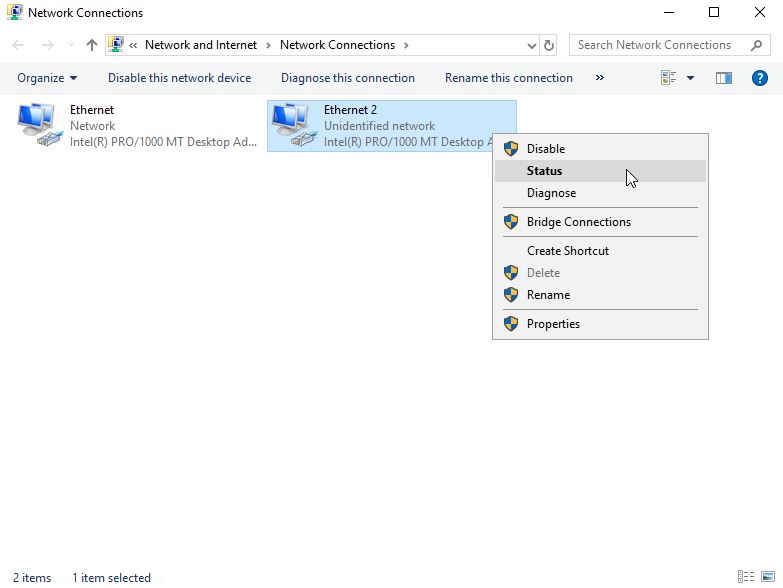 Network Connections
« Network and Internet > Network Connections >
Search Network Connections
Organize Disable this network device Diagnose this connection Rename this connection »
Ethernet
Network
Intel(R) PRO/1000 MT Desktop Ad...
Ethernet 2
Unidentified network
Intel(R) PRO/1000 MT Desktop A
Disable
Status
Diagnose
Bridge Connections
Create Shortcut
Delete
Rename
Properties
2 items 1 item selected